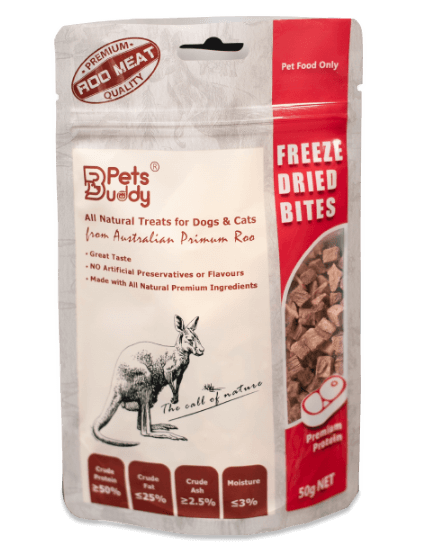 PREMIUM
ROO MEAT
QUALITY
Pet Food Only
FREEZE
DRIED
BITES
Pets
Buddy
®
All Natural Treats for Dogs & Cats
from Australian Primum Roo
- Great Taste
- NO Artificial Preservatives or Flavours
- Made with All Natural Premium Ingredients
The call of nature
Premium
Protein
Crude
Protein
≥50%
Crude
Fat
≤25%
Crude
Ash
≥2.5%
Moisture
≤3%
50g NET